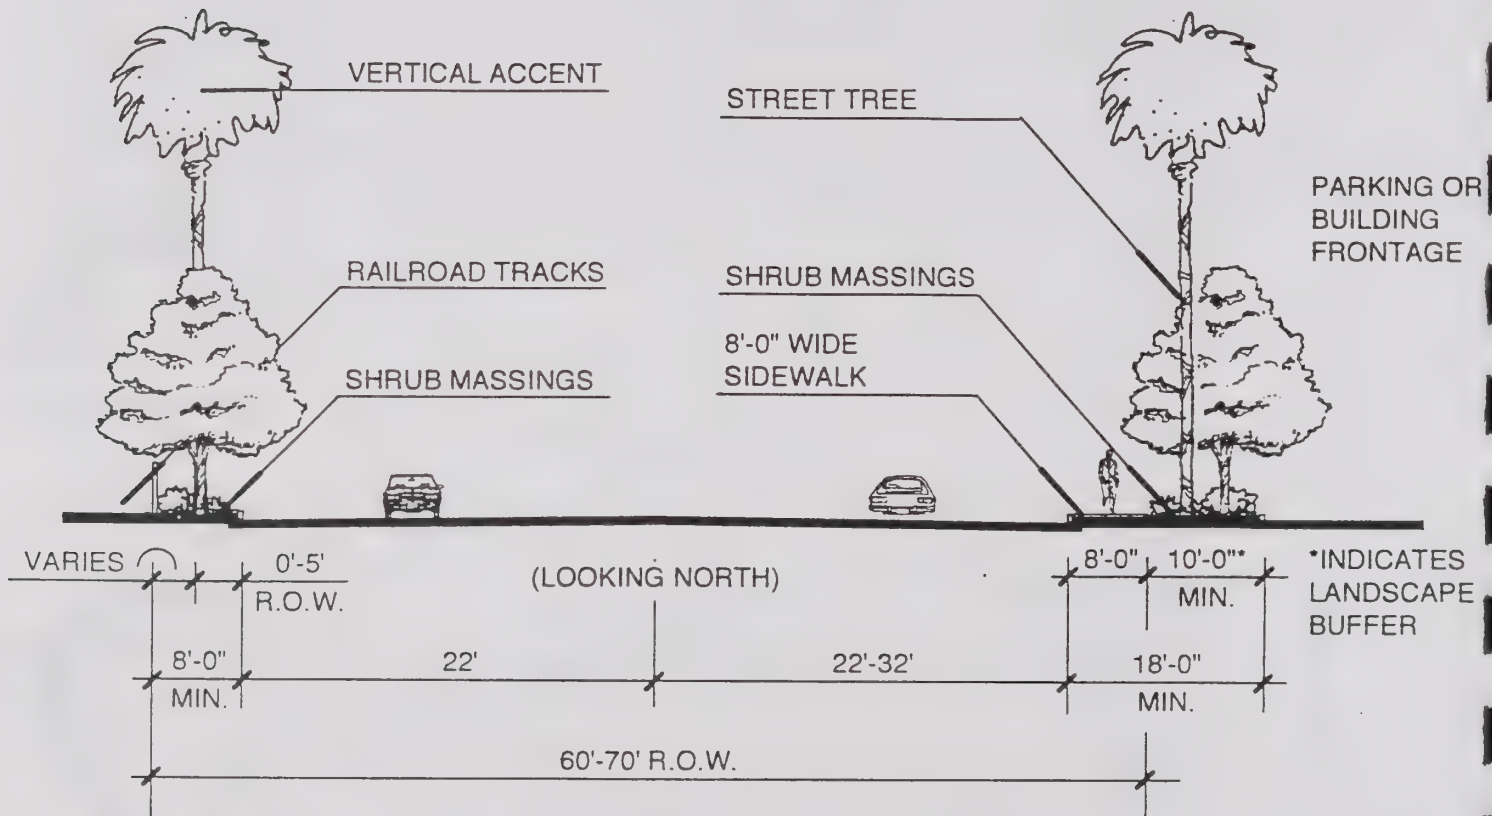 VERTICAL ACCENT
STREET TREE
PARKING OR
BUILDING
FRONTAGE
RAILROAD TRACKS
SHRUB MASSINGS
8'-0" WIDE
SIDEWALK
SHRUB MASSINGS
VARIES
0'-5'
R.O.W.
(LOOKING NORTH)
8'-0"
10'-0"*
MIN.
*INDICATES
LANDSCAPE
BUFFER
8'-0"
MIN.
22'
22'-32'
18'-0"
MIN.
60'-70' R.O.W.